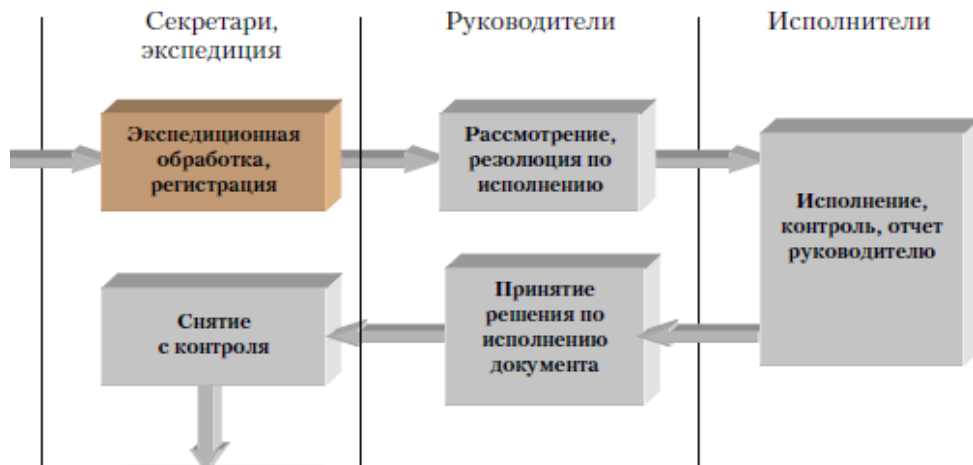 Секретари,
экспедиция
Руководители
Исполнители
Экспедиционная
обработка,
регистрация
Рассмотрение,
резолюция по
исполнению
Исполнение,
контроль, отчет
руководителю
Снятие
с контроля
Принятие
решения по
исполнению
документа